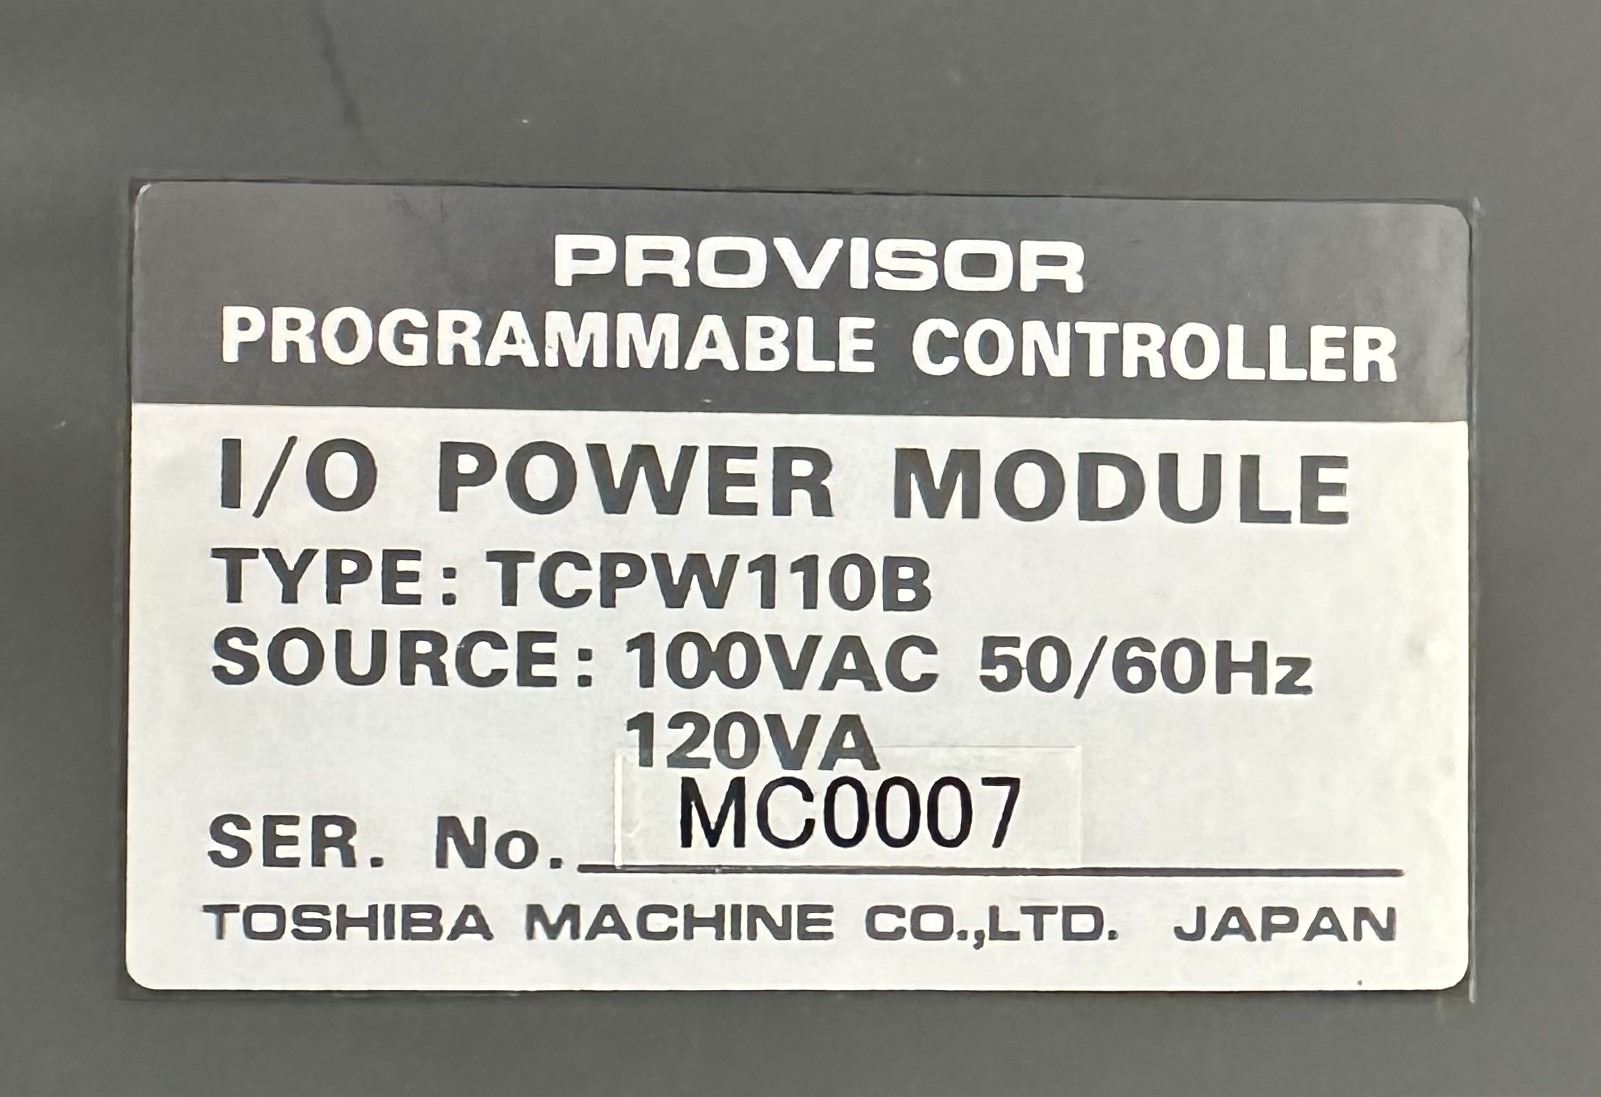 PROVISOR
PROGRAMMABLE CONTROLLER
I/O POWER MODULE
TYPE: TCPW110B
SOURCE: 100VAC 50/60Hz
120VA
SER. No. MC0007
TOSHIBA MACHINE CO.,LTD. JAPAN